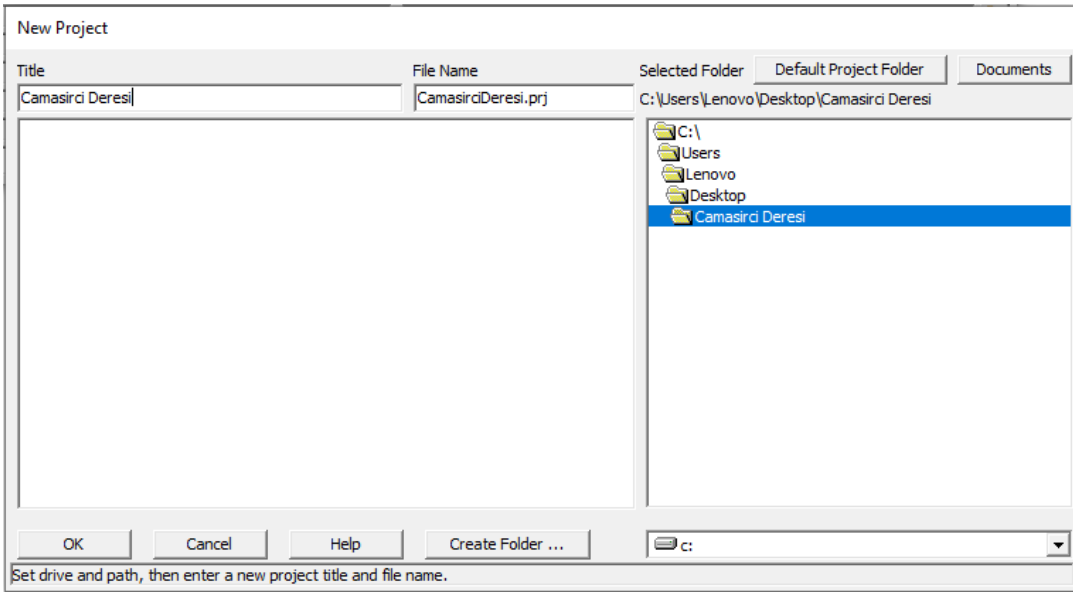 New Project
Title
File Name
Selected Folder
Default Project Folder
Documents
Camasirci Deresi
CamasirciDeresi.prj
C:\Users\Lenovo\Desktop\Camasirci Deresi
C:\
Users
Lenovo
Desktop
Camasirci Deresi
OK
Cancel
Help
Create Folder ...
c:
Set drive and path, then enter a new project title and file name.